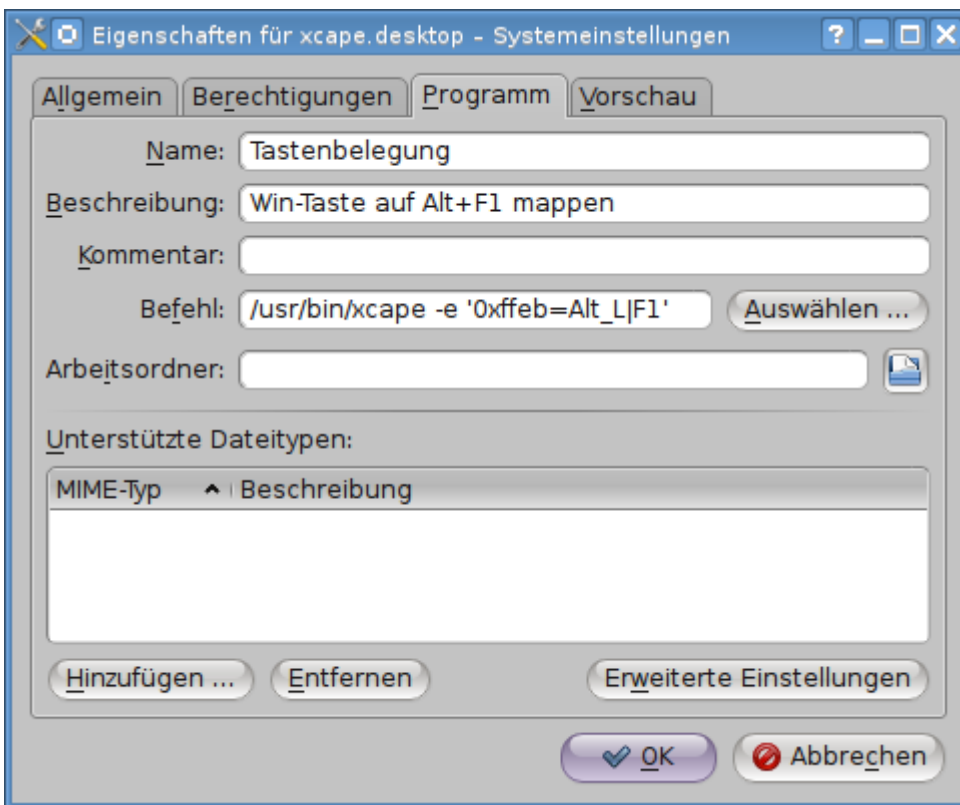 Eigenschaften für xcape.desktop – Systemeinstellungen ?
Allgemein Berechtigungen Programm Vorschau
Name: Tastenbelegung
Beschreibung: Win-Taste auf Alt+F1 mappen
Kommentar:
Befehl: /usr/bin/xcape -e '0xffeb=Alt_L|F1' Auswählen ...
Arbeitsordner:
Unterstützte Dateitypen:
MIME-Typ Beschreibung
Hinzufügen ... Entfernen Erweiterte Einstellungen
OK Abbrechen